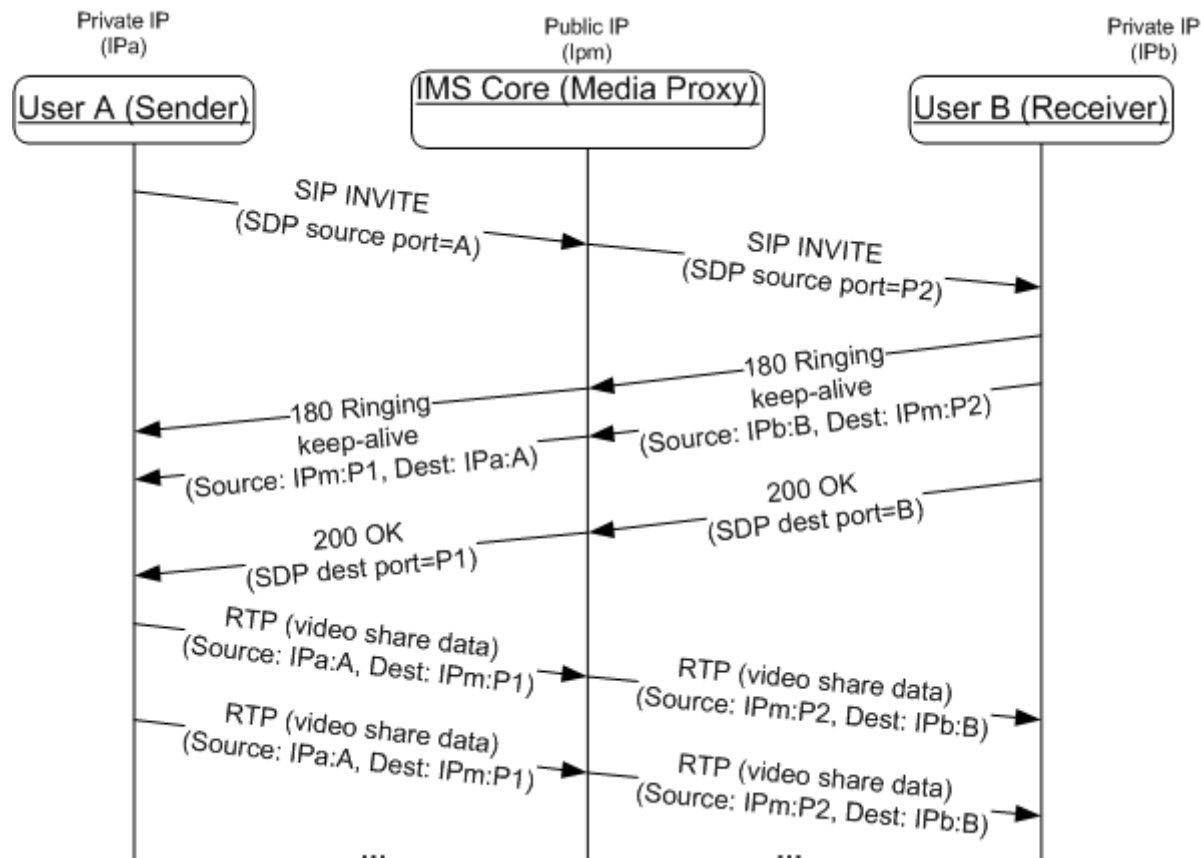 Private IP
(IPa)
Public IP
(Ipm)
Private IP
(IPb)
User A (Sender)
IMS Core (Media Proxy)
User B (Receiver)
SIP INVITE
(SDP source port=A)
SIP INVITE
(SDP source port=P2)
180 Ringing
keep-alive
(Source: IPb:B, Dest: IPm:P2)
180 Ringing
keep-alive
(Source: IPm:P1, Dest: IPa:A)
200 OK
(SDP dest port=B)
200 OK
(SDP dest port=P1)
RTP (video share data)
(Source: IPa:A, Dest: IPm:P1)
RTP (video share data)
(Source: IPm:P2, Dest: IPb:B)
RTP (video share data)
(Source: IPa:A, Dest: IPm:P1)
RTP (video share data)
(Source: IPm:P2, Dest: IPb:B)
...
...